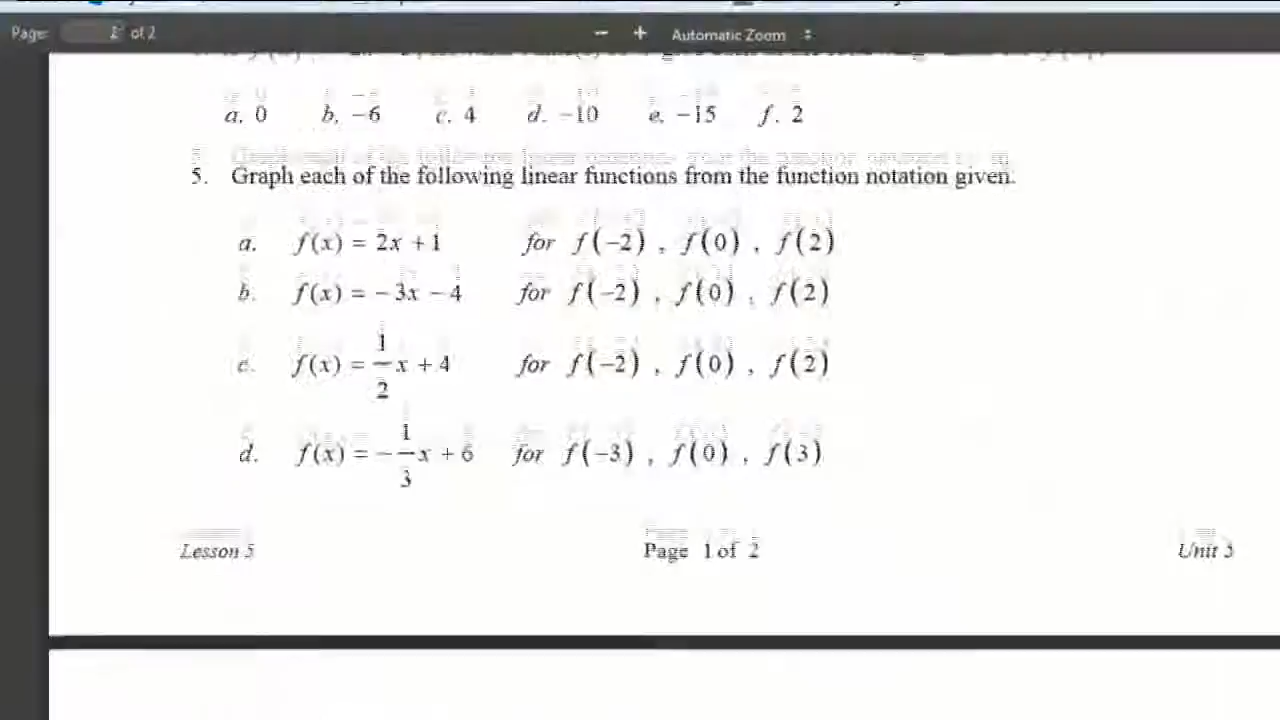 Page: of 2
− + Automatic Zoom
a. 0 b. −6 c. 4 d. −10 e. −15 f. 2
5. Graph each of the following linear functions from the function notation given.
a. f(x) = 2x + 1 for f(−2) , f(0) , f(2)
b. f(x) = −3x − 4 for f(−2) , f(0) , f(2)
c. f(x) = 1/2 x + 4 for f(−2) , f(0) , f(2)
d. f(x) = −1/3 x + 6 for f(−3) , f(0) , f(3)
Lesson 5 Page 1 of 2 Unit 5